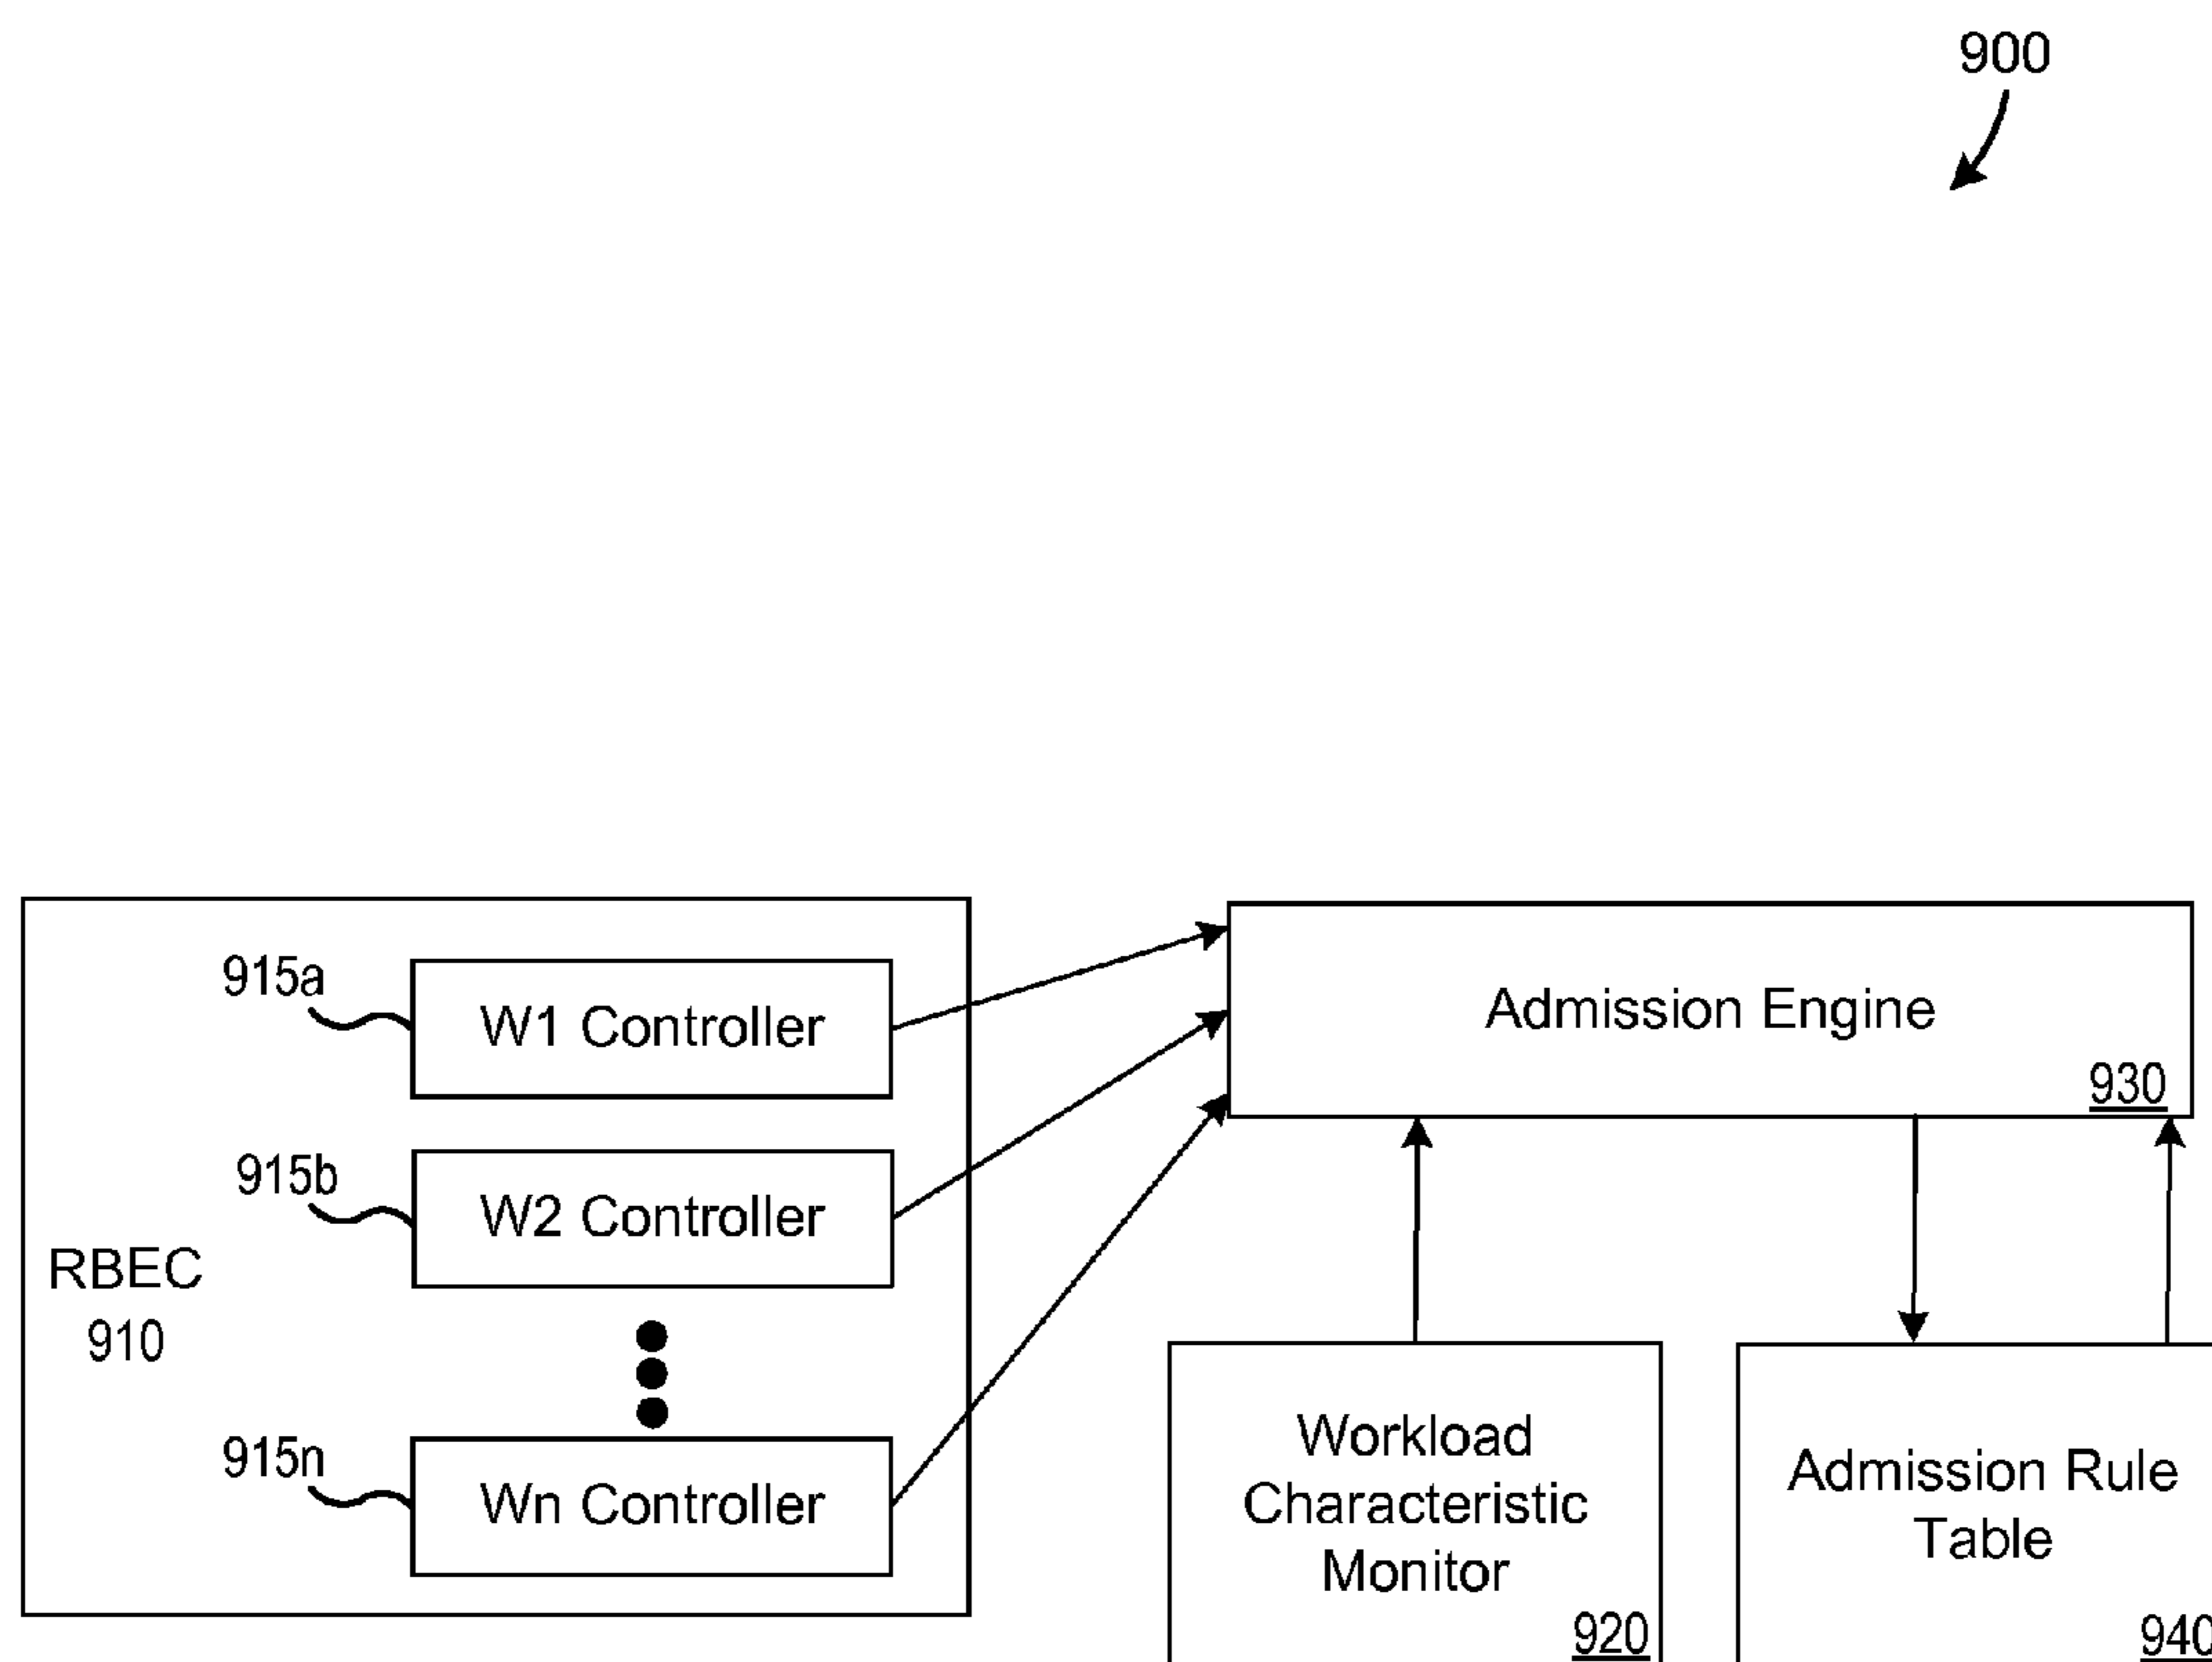 900
915a
W1 Controller
Admission Engine
930
915b
W2 Controller
RBEC
910
915n
Wn Controller
Workload
Characteristic
Monitor
920
Admission Rule
Table
940